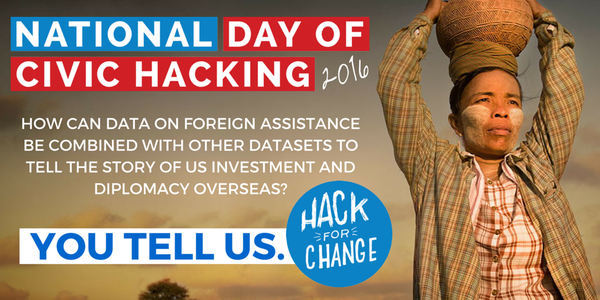 NATIONAL DAY OF
CIVIC HACKING 2016
HOW CAN DATA ON FOREIGN ASSISTANCE
BE COMBINED WITH OTHER DATASETS TO
TELL THE STORY OF US INVESTMENT AND
DIPLOMACY OVERSEAS?
YOU TELL US.
HACK
FOR
CHANGE